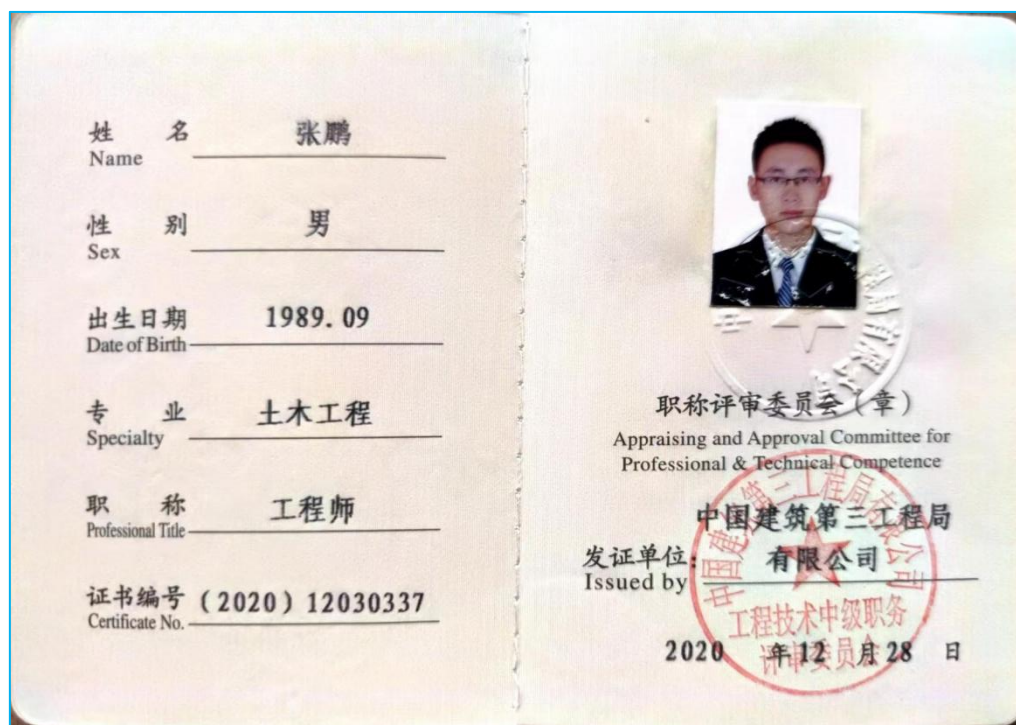 姓 名 张鹏
Name
性 别 男
Sex
出生日期 1989.09
Date of Birth
专 业 土木工程
Specialty
职 称 工程师
Professional Title
证书编号 (2020) 12030337
Certificate No.
职称评审委员会(章)
Appraising and Approval Committee for
Professional & Technical Competence
中国建筑第三工程局
发证单位: 有限公司
Issued by
2020 年 12 月 28 日
中国建筑第三工程局有限公司
工程技术中级职务
评审委员会